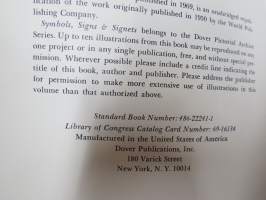 published in 1969, is an unabridged repub-
lication of the work originally published in 1950 by the World Pub-
lishing Company.
Symbols, Signs & Signets belongs to the Dover Pictorial Archive
Series. Up to ten illustrations from this book may be reproduced on any
one project or in any single publication, free, and without special per-
mission. Wherever possible please include a credit line indicating the
title of this book, author and publisher. Please address the publisher
for permission to make more extensive use of illustrations in this
volume than that authorized above.
Standard Book Number: 486-22241-1
Library of Congress Catalog Card Number: 69-16334
Manufactured in the United States of America
Dover Publications, Inc.
180 Varick Street
New York, N. Y. 10014